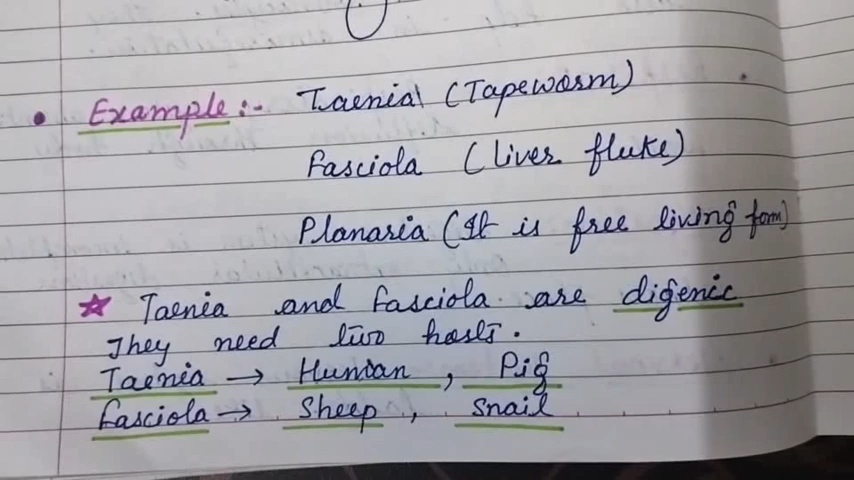 • Example :- Taenia (Tapeworm)
Fasciola (liver fluke)
Planaria (It is free living form)
☆ Taenia and Fasciola are digenic
They need two hosts.
Taenia → Human , Pig
Fasciola → Sheep , Snail